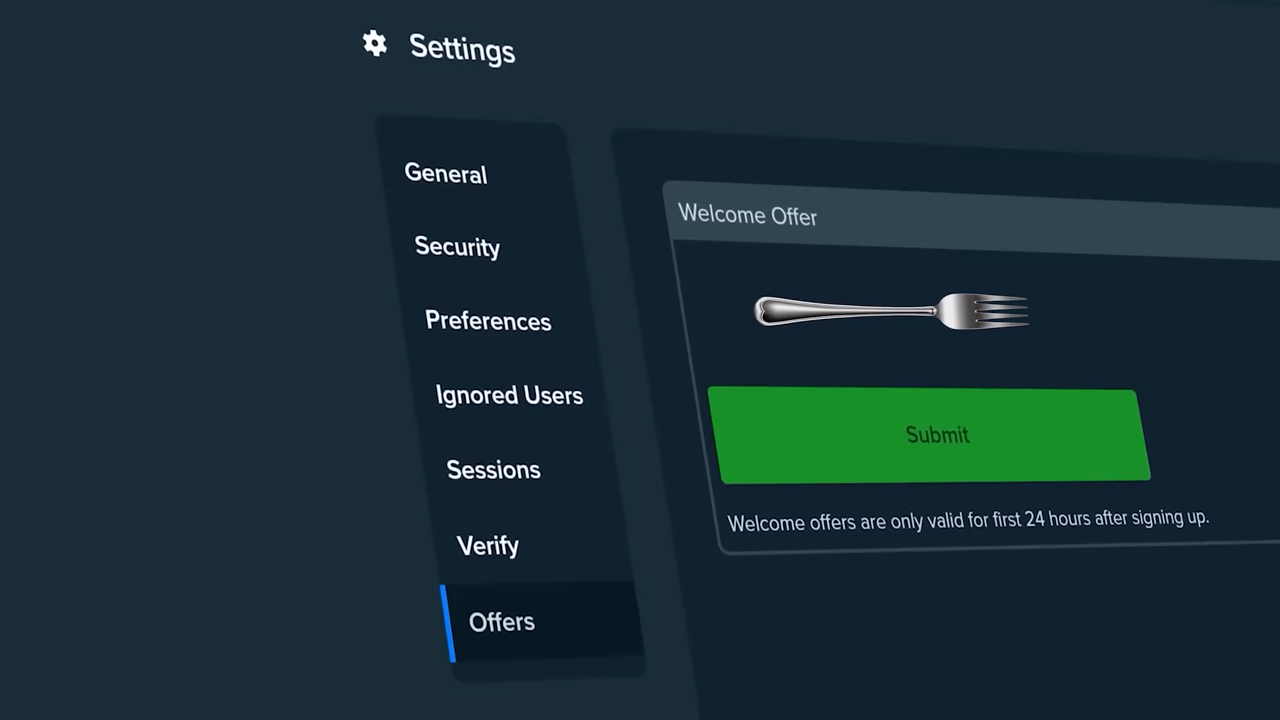 Settings
General
Security
Preferences
Ignored Users
Sessions
Verify
Offers
Welcome Offer
Submit
Welcome offers are only valid for first 24 hours after signing up.